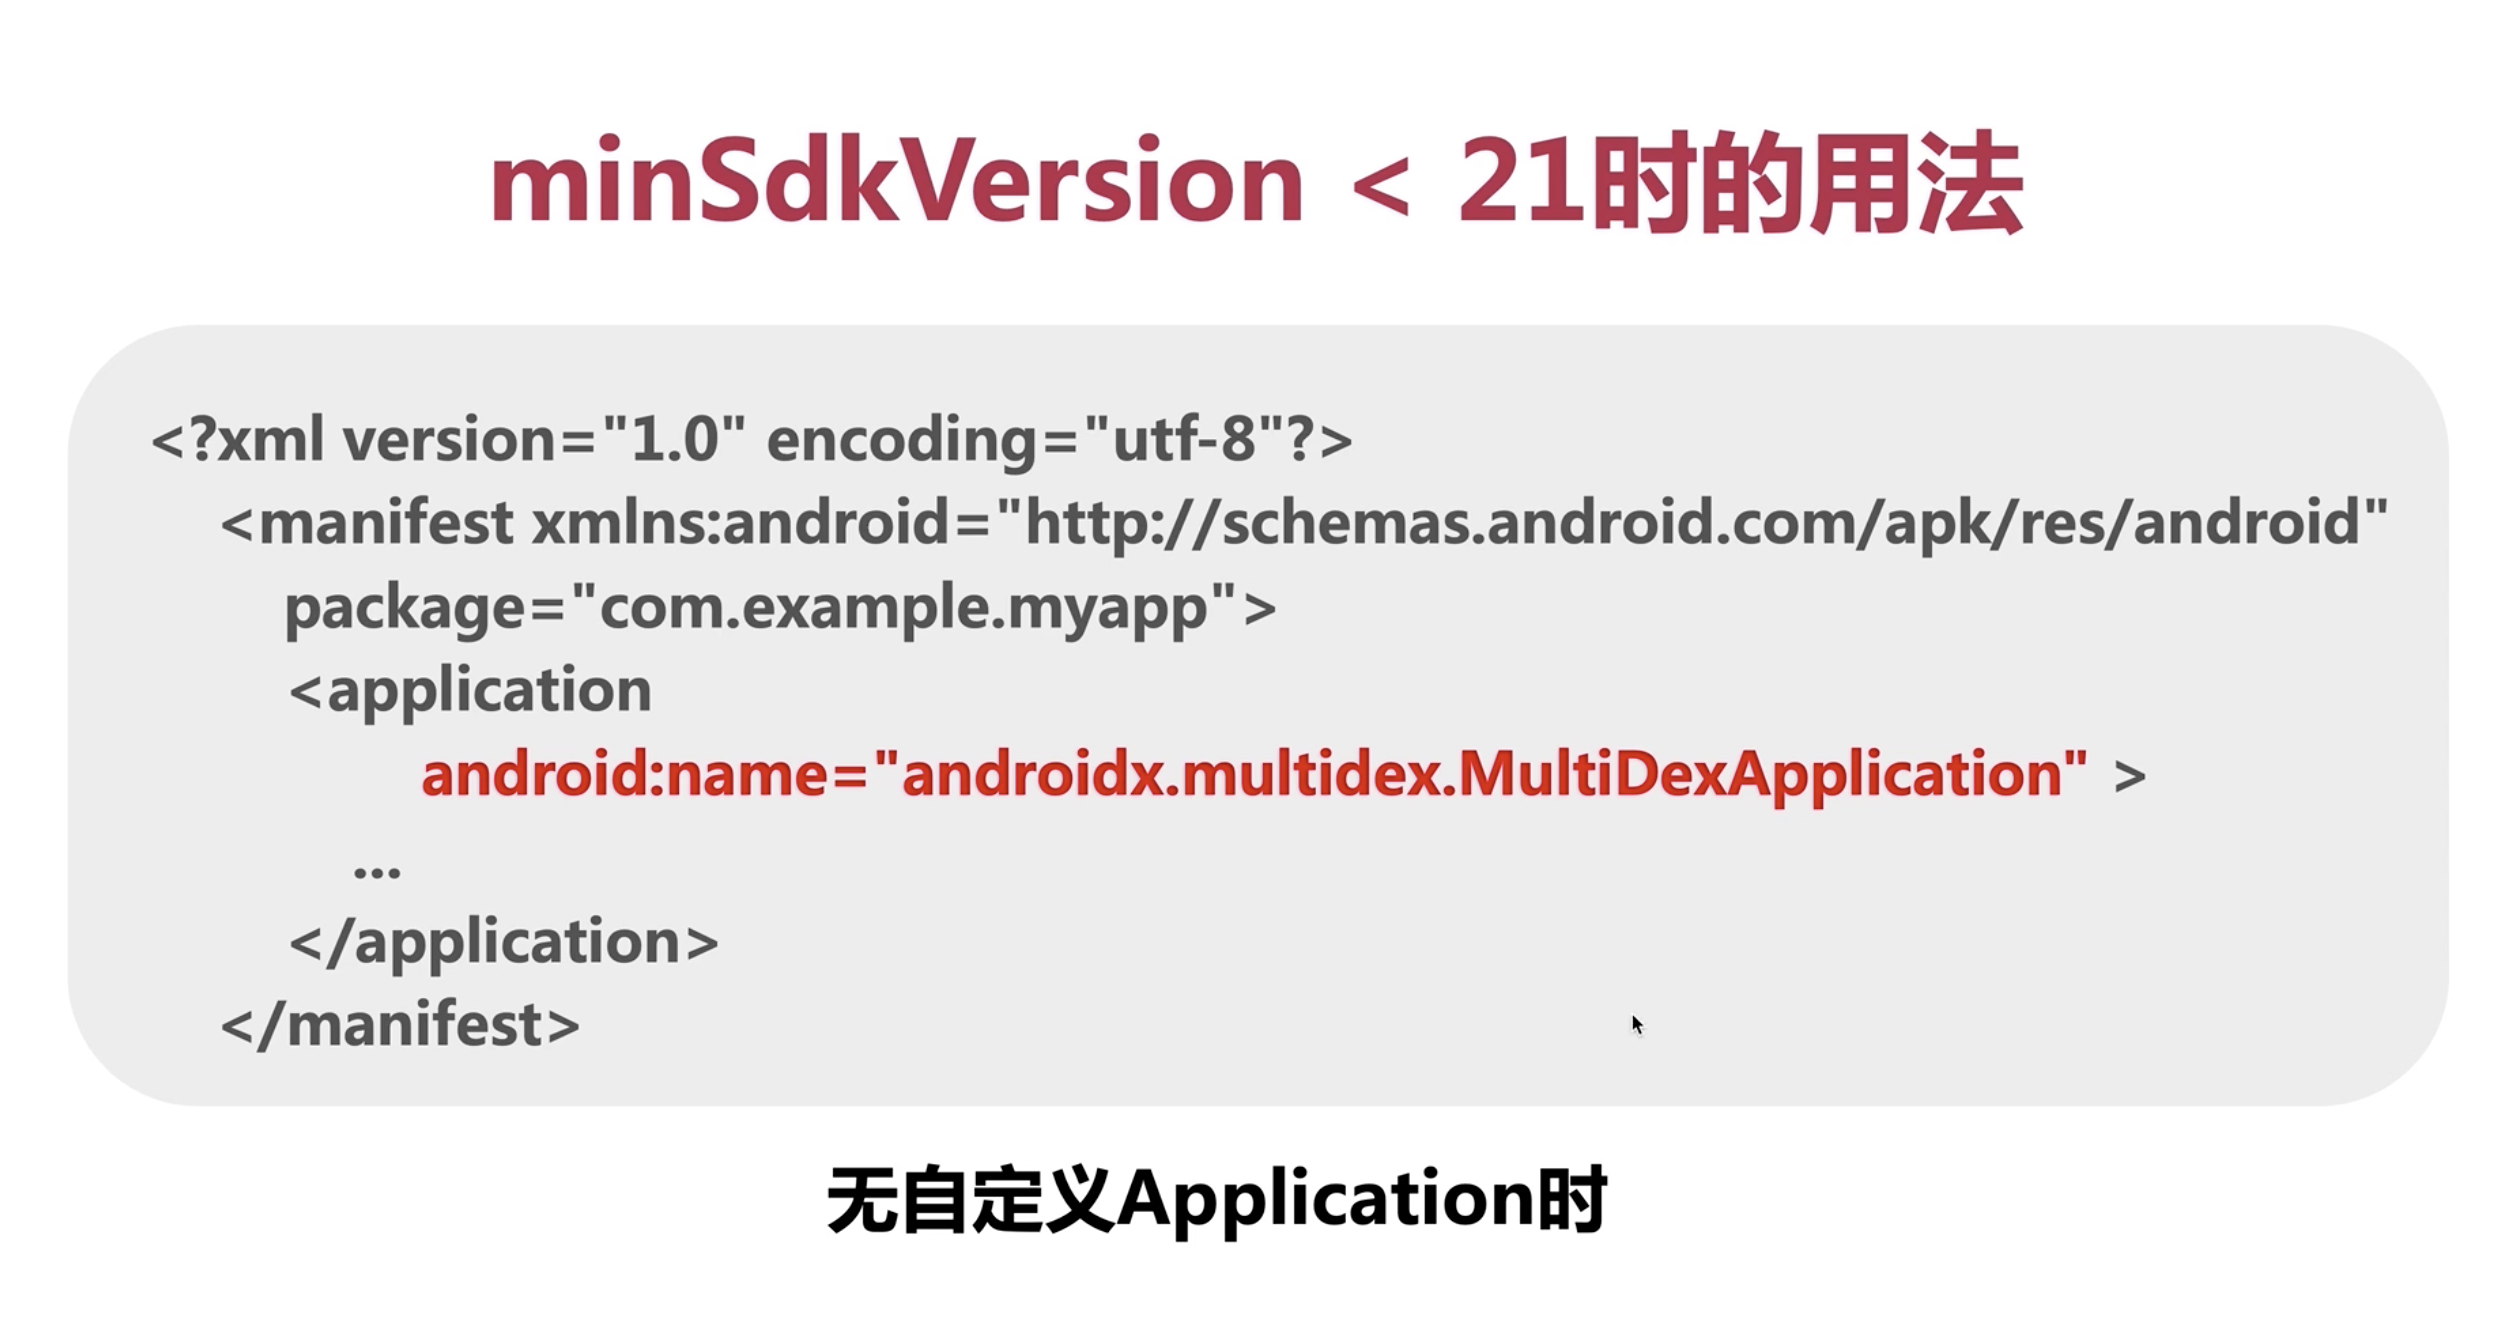 minSdkVersion < 21时的用法
<?xml version="1.0" encoding="utf-8"?>
<manifest xmlns:android="http://schemas.android.com/apk/res/android"
package="com.example.myapp">
<application
android:name="androidx.multidex.MultiDexApplication" >
...
</application>
</manifest>
无自定义Application时